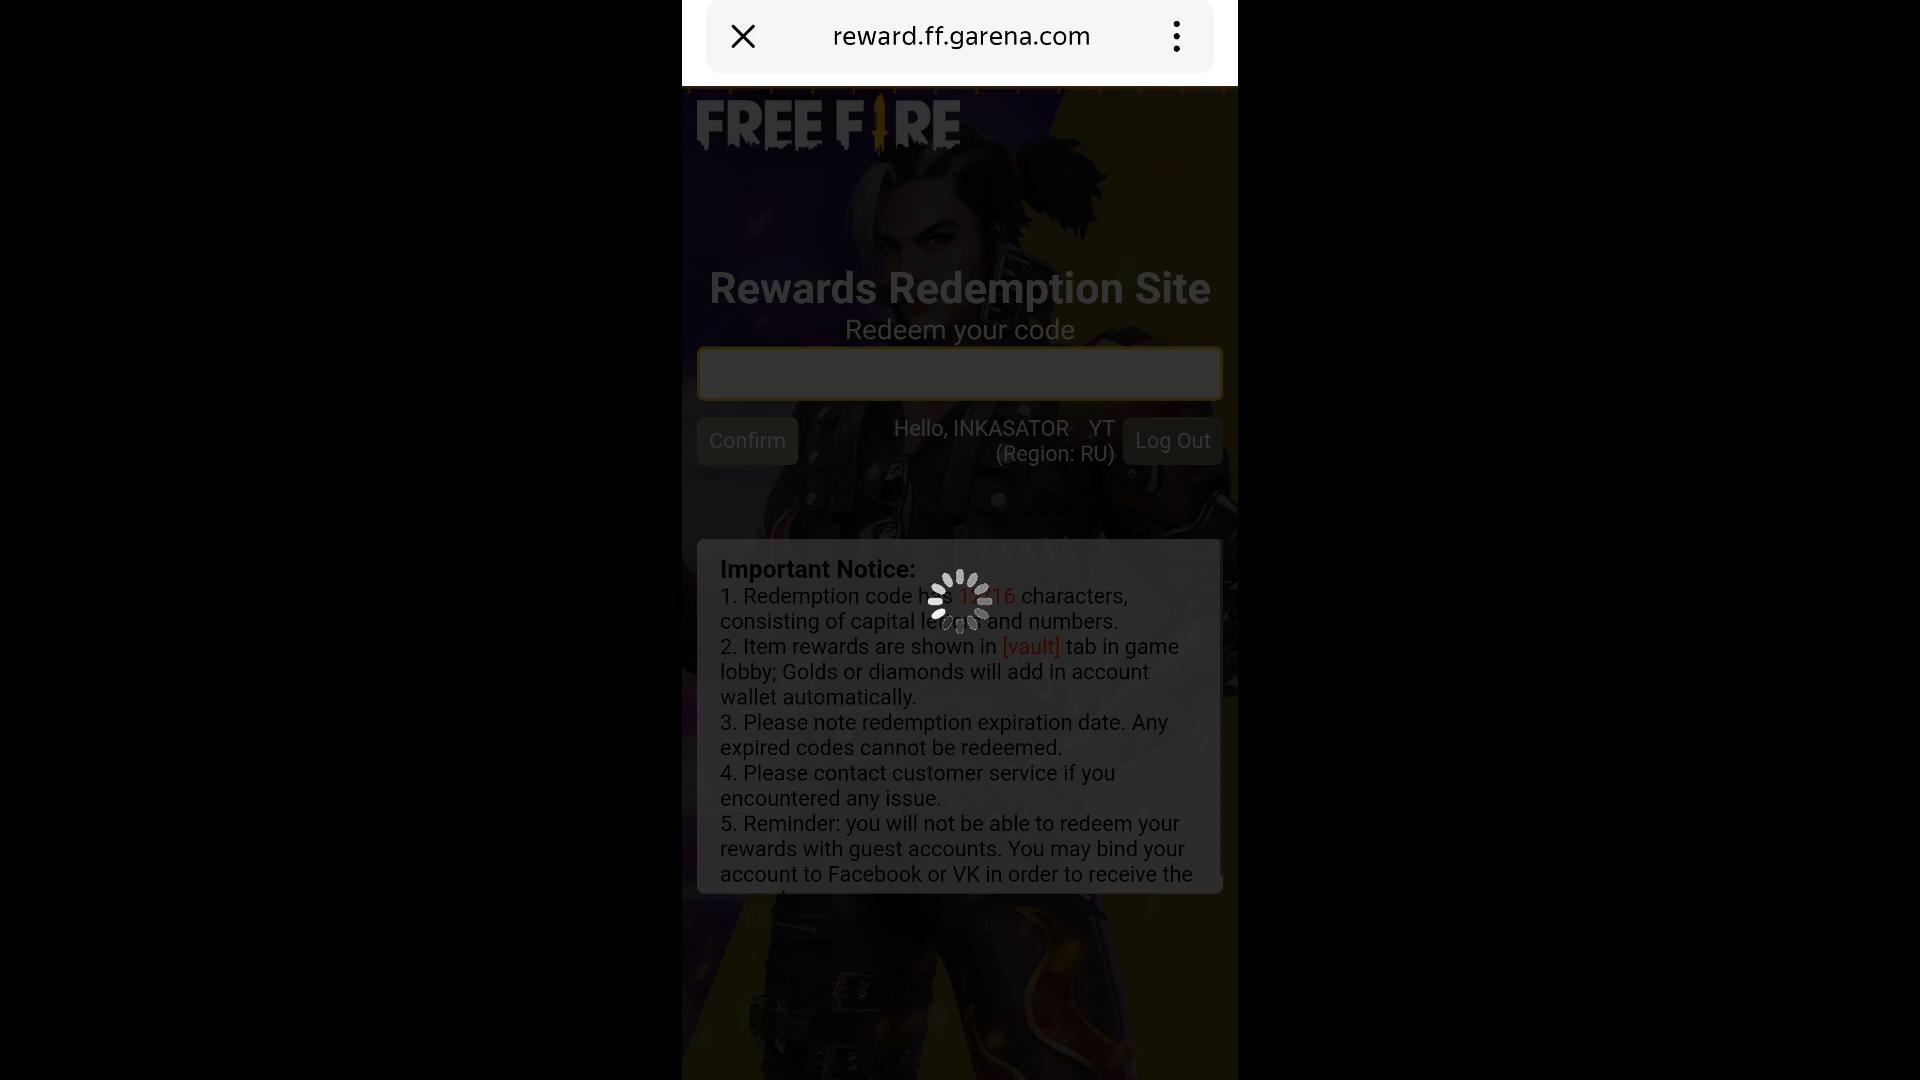 reward.ff.garena.com
FREE FIRE
Rewards Redemption Site
Redeem your code
Confirm
Hello, INKASATOR YT
(Region: RU)
Log Out
Important Notice:
1. Redemption code has 12/16 characters,
consisting of capital letters and numbers.
2. Item rewards are shown in [vault] tab in game
lobby; Golds or diamonds will add in account
wallet automatically.
3. Please note redemption expiration date. Any
expired codes cannot be redeemed.
4. Please contact customer service if you
encountered any issue.
5. Reminder: you will not be able to redeem your
rewards with guest accounts. You may bind your
account to Facebook or VK in order to receive the